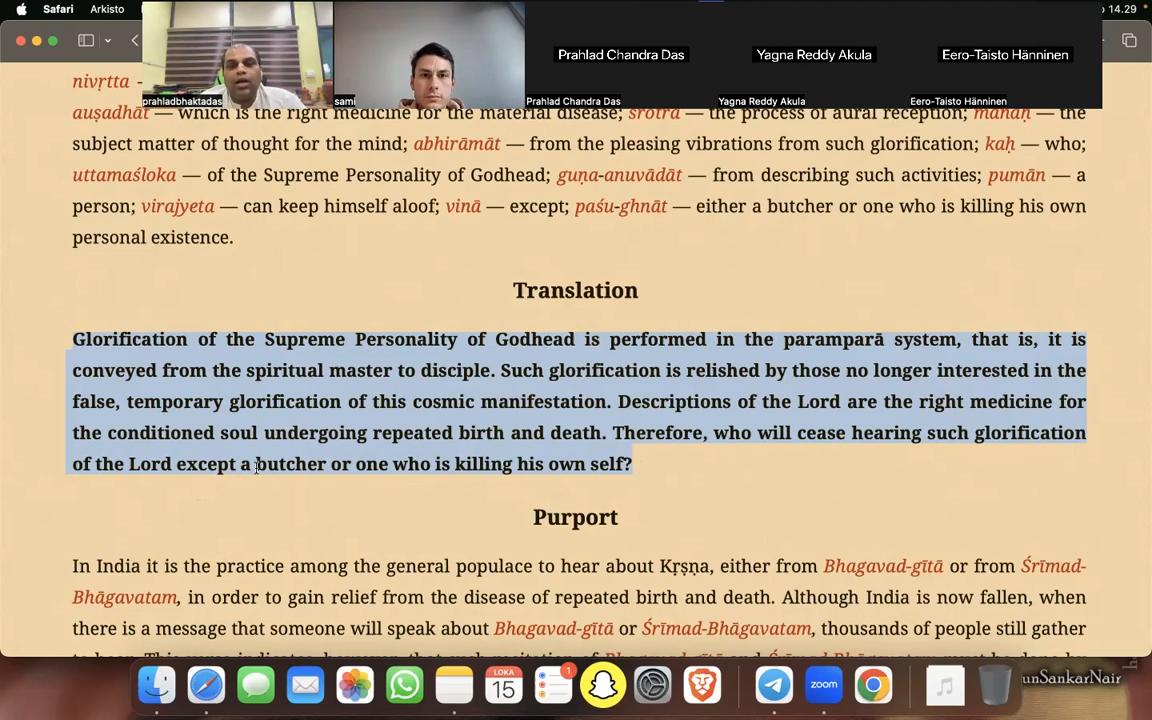 Safari Arkisto
14.29
prahladbhaktadas
sami
Prahlad Chandra Das
Prahlad Chandra Das
Yagna Reddy Akula
Yagna Reddy Akula
Eero-Taisto Hänninen
Eero-Taisto Hänninen
nivṛtta -
auṣadhāt — which is the right medicine for the material disease; śrotra — the process of aural reception; manaḥ — the
subject matter of thought for the mind; abhirāmāt — from the pleasing vibrations from such glorification; kaḥ — who;
uttamaśloka — of the Supreme Personality of Godhead; guṇa-anuvādāt — from describing such activities; pumān — a
person; virajyeta — can keep himself aloof; vinā — except; paśu-ghnāt — either a butcher or one who is killing his own
personal existence.
Translation
Glorification of the Supreme Personality of Godhead is performed in the paramparā system, that is, it is
conveyed from the spiritual master to disciple. Such glorification is relished by those no longer interested in the
false, temporary glorification of this cosmic manifestation. Descriptions of the Lord are the right medicine for
the conditioned soul undergoing repeated birth and death. Therefore, who will cease hearing such glorification
of the Lord except a butcher or one who is killing his own self?
Purport
In India it is the practice among the general populace to hear about Kṛṣṇa, either from Bhagavad-gītā or from Śrīmad-
Bhāgavatam, in order to gain relief from the disease of repeated birth and death. Although India is now fallen, when
there is a message that someone will speak about Bhagavad-gītā or Śrīmad-Bhāgavatam, thousands of people still gather
LOKA
15
1
zoom
unSankarNair